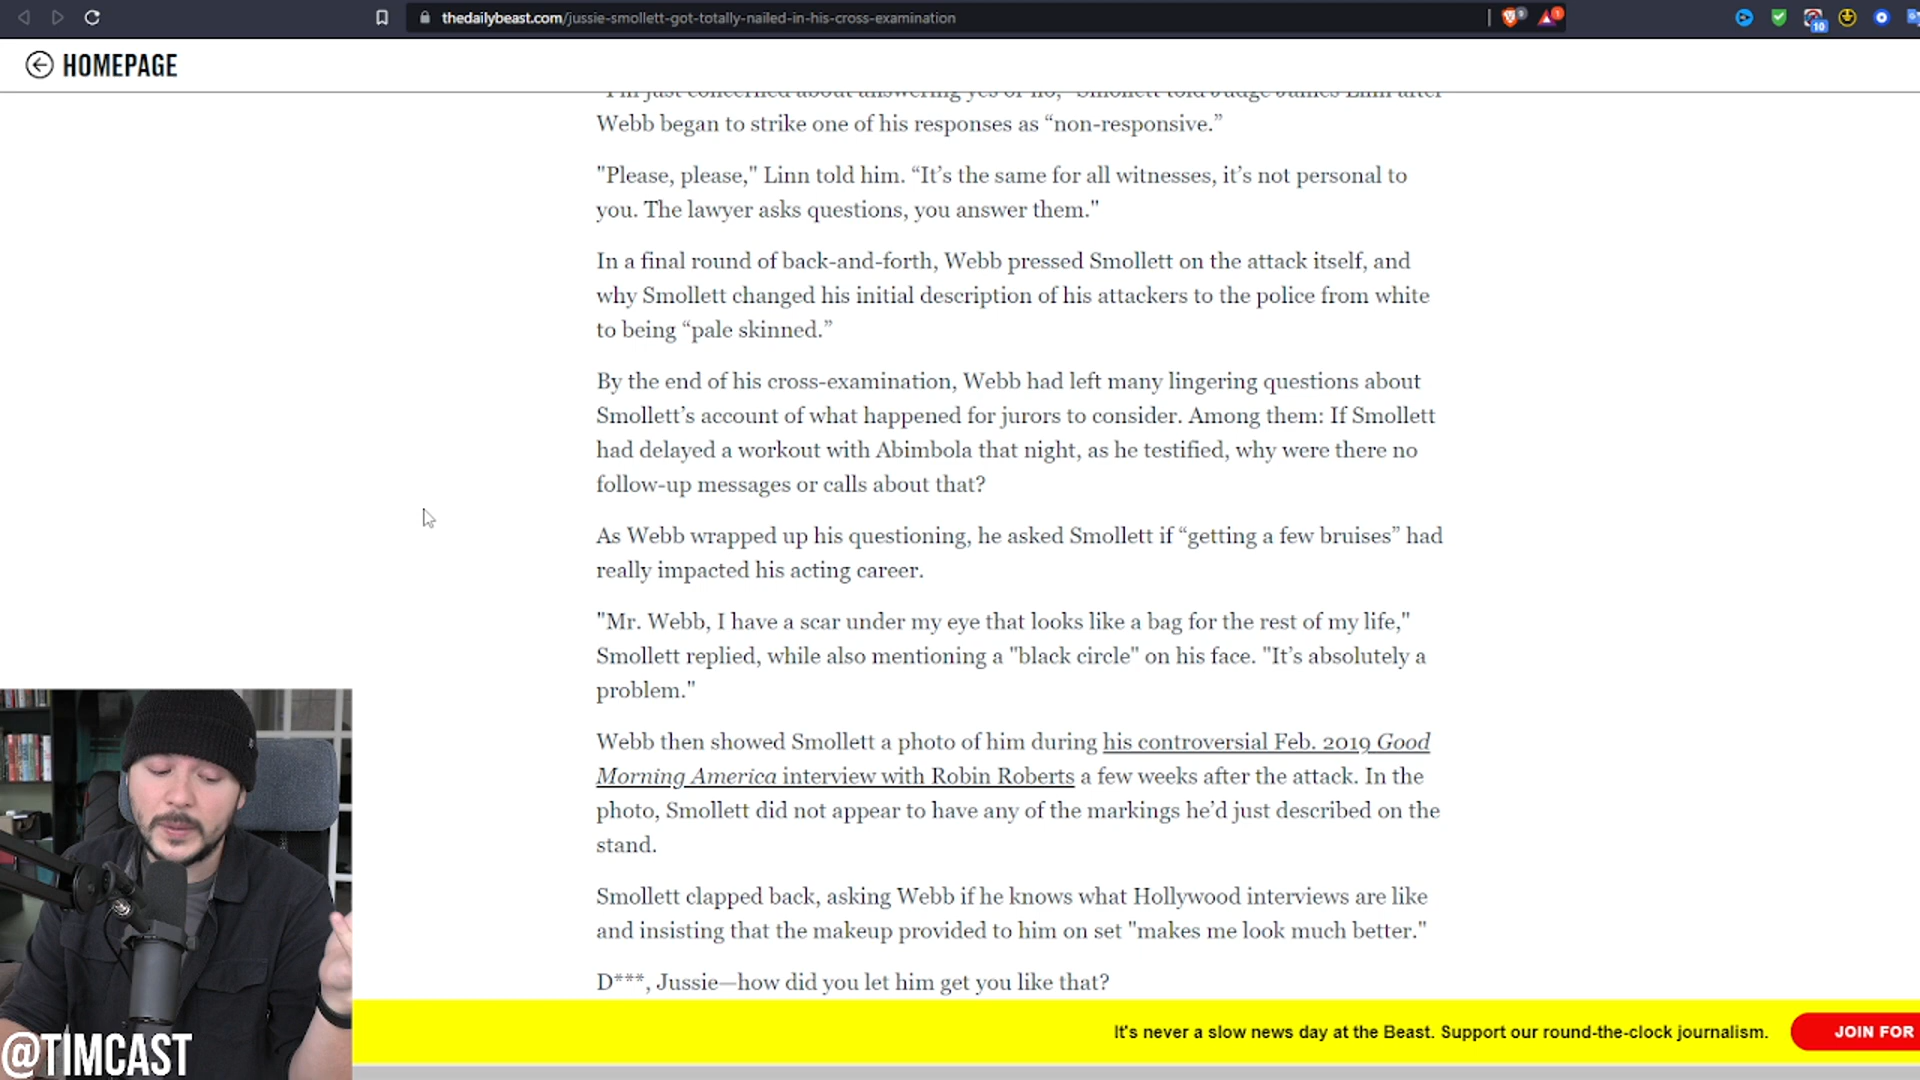 thedailybeast.com/jussie-smollett-got-totally-nailed-in-his-cross-examination
10
HOMEPAGE
"I'm just concerned about answering yes or no," Smollett told Judge James Linn after
Webb began to strike one of his responses as “non-responsive.”
"Please, please," Linn told him. “It’s the same for all witnesses, it’s not personal to
you. The lawyer asks questions, you answer them."
In a final round of back-and-forth, Webb pressed Smollett on the attack itself, and
why Smollett changed his initial description of his attackers to the police from white
to being “pale skinned.”
By the end of his cross-examination, Webb had left many lingering questions about
Smollett’s account of what happened for jurors to consider. Among them: If Smollett
had delayed a workout with Abimbola that night, as he testified, why were there no
follow-up messages or calls about that?
As Webb wrapped up his questioning, he asked Smollett if “getting a few bruises” had
really impacted his acting career.
"Mr. Webb, I have a scar under my eye that looks like a bag for the rest of my life,"
Smollett replied, while also mentioning a "black circle" on his face. "It’s absolutely a
problem."
Webb then showed Smollett a photo of him during his controversial Feb. 2019 Good
Morning America interview with Robin Roberts a few weeks after the attack. In the
photo, Smollett did not appear to have any of the markings he’d just described on the
stand.
Smollett clapped back, asking Webb if he knows what Hollywood interviews are like
and insisting that the makeup provided to him on set "makes me look much better."
D***, Jussie—how did you let him get you like that?
It's never a slow news day at the Beast. Support our round-the-clock journalism.
JOIN FOR
@TIMCAST